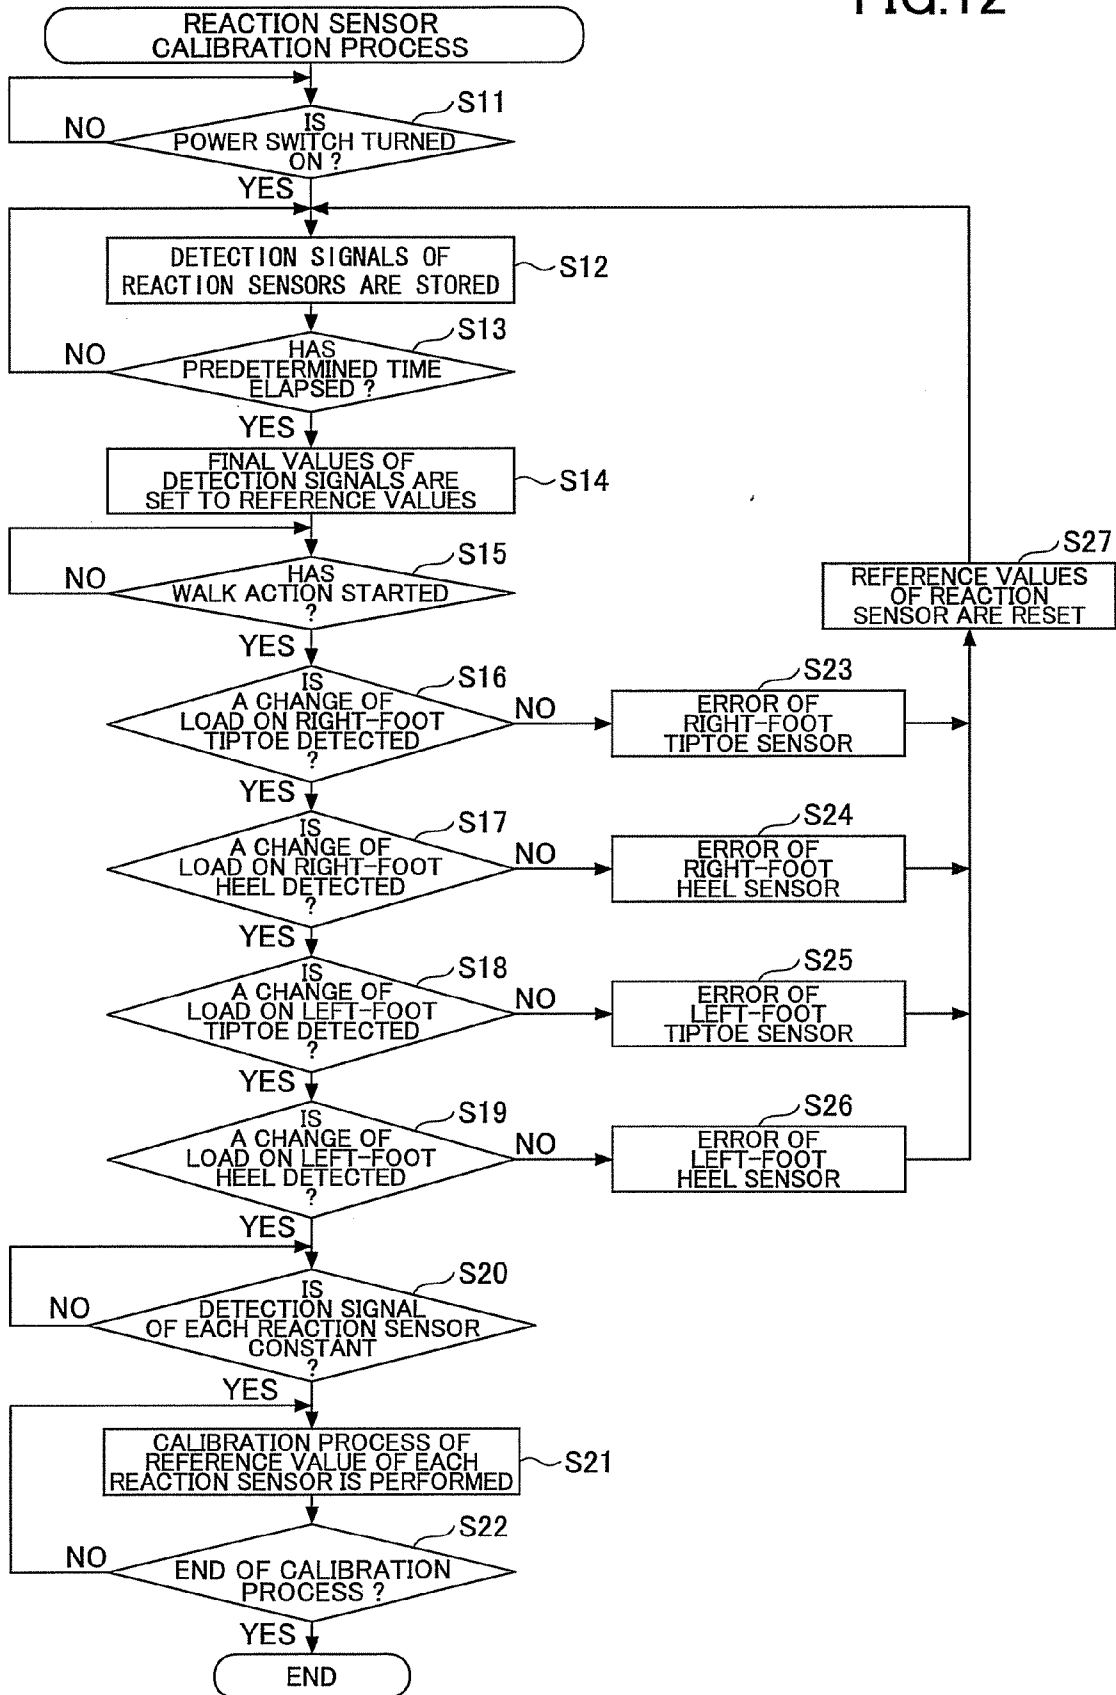 FIG.12
REACTION SENSOR
CALIBRATION PROCESS
S11
IS
POWER SWITCH TURNED
ON ?
NO
YES
DETECTION SIGNALS OF
REACTION SENSORS ARE STORED
S12
S13
HAS
PREDETERMINED TIME
ELAPSED ?
NO
YES
FINAL VALUES OF
DETECTION SIGNALS ARE
SET TO REFERENCE VALUES
S14
S15
HAS
WALK ACTION STARTED
?
NO
YES
S27
REFERENCE VALUES
OF REACTION
SENSOR ARE RESET
S16
IS
A CHANGE OF
LOAD ON RIGHT-FOOT
TIPTOE DETECTED
?
NO
YES
S23
ERROR OF
RIGHT-FOOT
TIPTOE SENSOR
S17
IS
A CHANGE OF
LOAD ON RIGHT-FOOT
HEEL DETECTED
?
NO
YES
S24
ERROR OF
RIGHT-FOOT
HEEL SENSOR
S18
IS
A CHANGE OF
LOAD ON LEFT-FOOT
TIPTOE DETECTED
?
NO
YES
S25
ERROR OF
LEFT-FOOT
TIPTOE SENSOR
S19
IS
A CHANGE OF
LOAD ON LEFT-FOOT
HEEL DETECTED
?
NO
YES
S26
ERROR OF
LEFT-FOOT
HEEL SENSOR
S20
IS
DETECTION SIGNAL
OF EACH REACTION SENSOR
CONSTANT
?
NO
YES
CALIBRATION PROCESS OF
REFERENCE VALUE OF EACH
REACTION SENSOR IS PERFORMED
S21
S22
END OF CALIBRATION
PROCESS ?
NO
YES
END